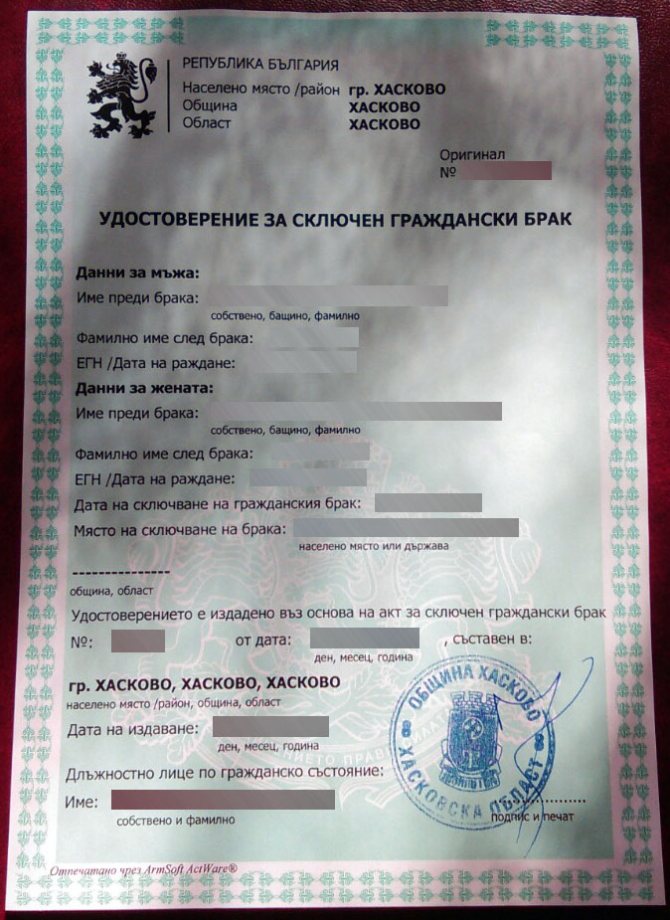 РЕПУБЛИКА БЪЛГАРИЯ
Населено място /район гр. ХАСКОВО
Община ХАСКОВО
Област ХАСКОВО
Оригинал
№
УДОСТОВЕРЕНИЕ ЗА СКЛЮЧЕН ГРАЖДАНСКИ БРАК
Данни за мъжа:
Име преди брака:
собствено, бащино, фамилно
Фамилно име след брака:
ЕГН /Дата на раждане:
Данни за жената:
Име преди брака:
собствено, бащино, фамилно
Фамилно име след брака:
ЕГН /Дата на раждане:
Дата на сключване на гражданския брак:
Място на сключване на брака:
населено място или държава
---------------
община, област
Удостоверението е издадено въз основа на акт за сключен граждански брак
№: от дата: , съставен в:
ден, месец, година
гр. ХАСКОВО, ХАСКОВО, ХАСКОВО
населено място /район, община, област
Дата на издаване:
ден, месец, година
Длъжностно лице по гражданско състояние:
Име:
собствено и фамилно
подпис и печат
ОБЩИНА ХАСКОВО
ХАСКОВСКА ОБЛАСТ
Отпечатано чрез ArmSoft ActWare®